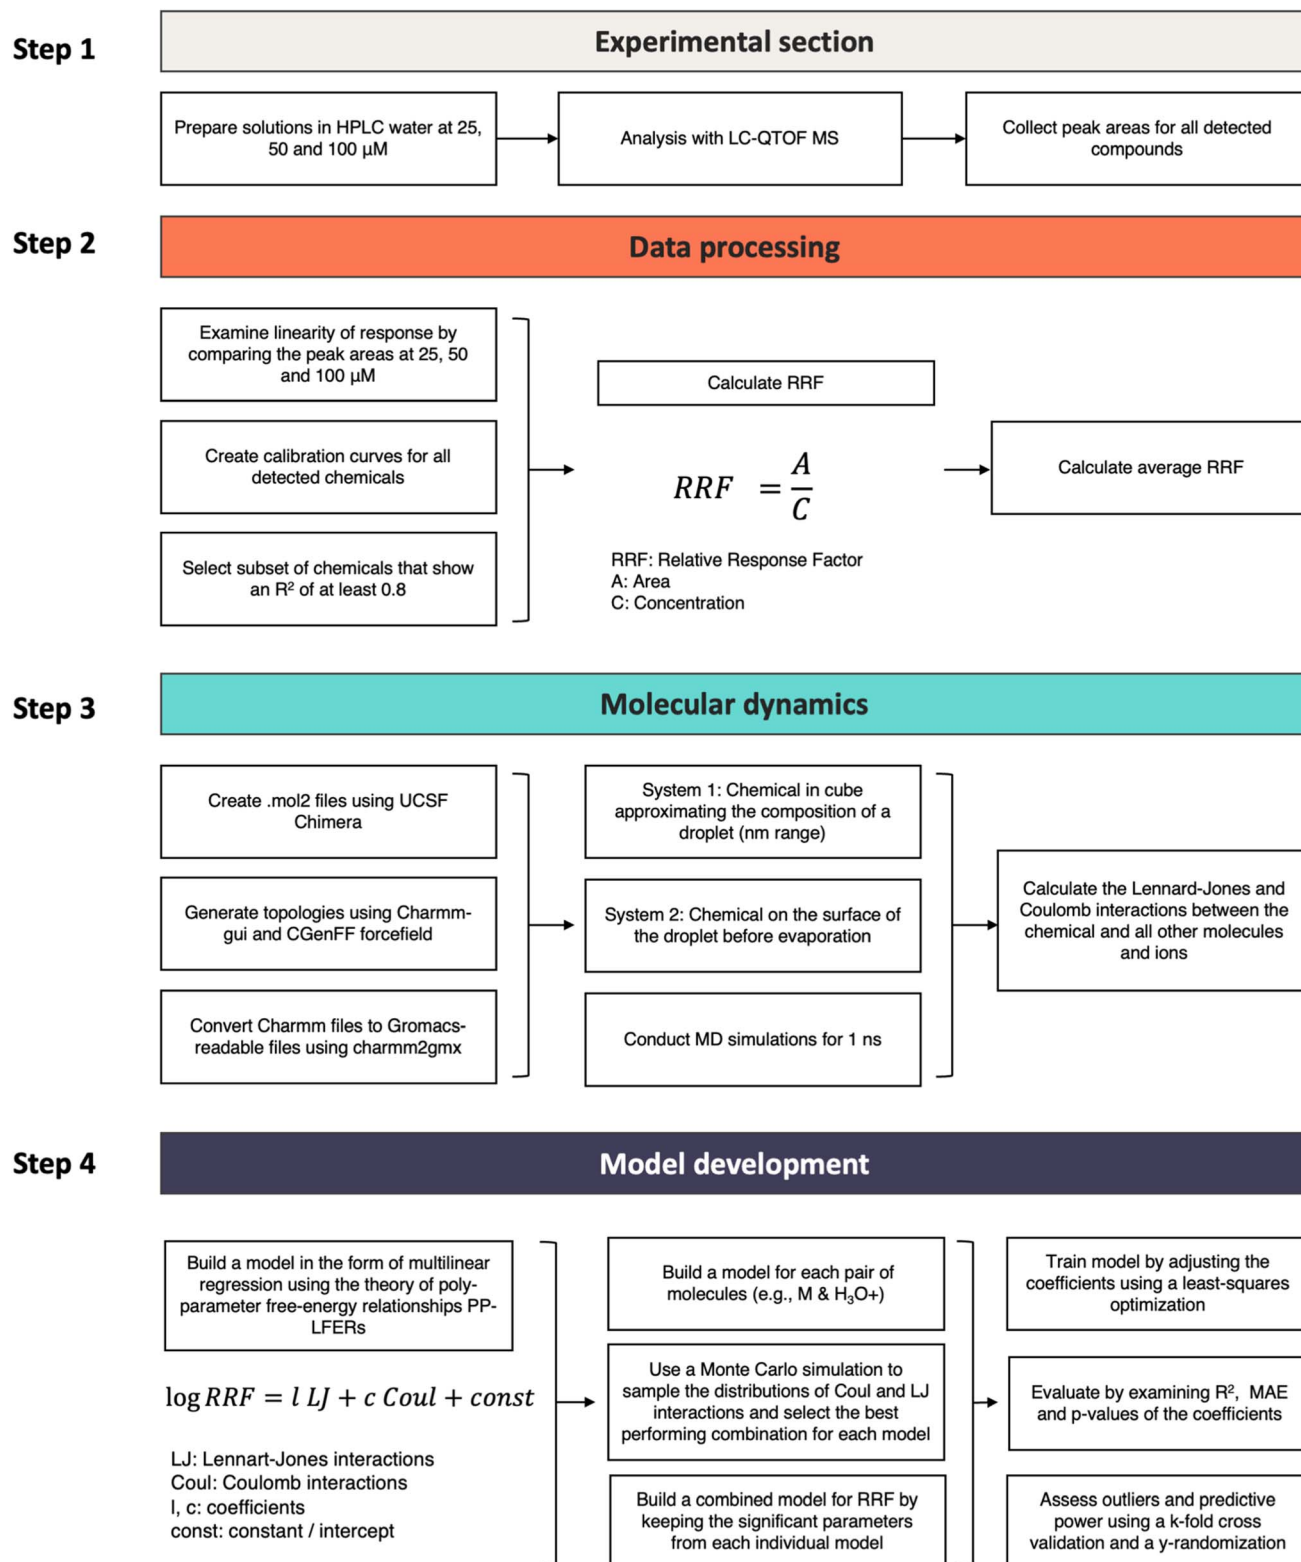 Step 1
Experimental section
Prepare solutions in HPLC water at 25,
50 and 100 µM
Analysis with LC-QTOF MS
Collect peak areas for all detected
compounds
Step 2
Data processing
Examine linearity of response by
comparing the peak areas at 25, 50
and 100 µM
Create calibration curves for all
detected chemicals
Select subset of chemicals that show
an R² of at least 0.8
Calculate RRF
RRF = A/C
RRF: Relative Response Factor
A: Area
C: Concentration
Calculate average RRF
Step 3
Molecular dynamics
Create .mol2 files using UCSF
Chimera
Generate topologies using Charmm-
gui and CGenFF forcefield
Convert Charmm files to Gromacs-
readable files using charmm2gmx
System 1: Chemical in cube
approximating the composition of a
droplet (nm range)
System 2: Chemical on the surface of
the droplet before evaporation
Conduct MD simulations for 1 ns
Calculate the Lennard-Jones and
Coulomb interactions between the
chemical and all other molecules
and ions
Step 4
Model development
Build a model in the form of multilinear
regression using the theory of poly-
parameter free-energy relationships PP-
LFERs
log RRF = l LJ + c Coul + const
LJ: Lennart-Jones interactions
Coul: Coulomb interactions
l, c: coefficients
const: constant / intercept
Build a model for each pair of
molecules (e.g., M & H₃O+)
Use a Monte Carlo simulation to
sample the distributions of Coul and LJ
interactions and select the best
performing combination for each model
Build a combined model for RRF by
keeping the significant parameters
from each individual model
Train model by adjusting the
coefficients using a least-squares
optimization
Evaluate by examining R², MAE
and p-values of the coefficients
Assess outliers and predictive
power using a k-fold cross
validation and a y-randomization